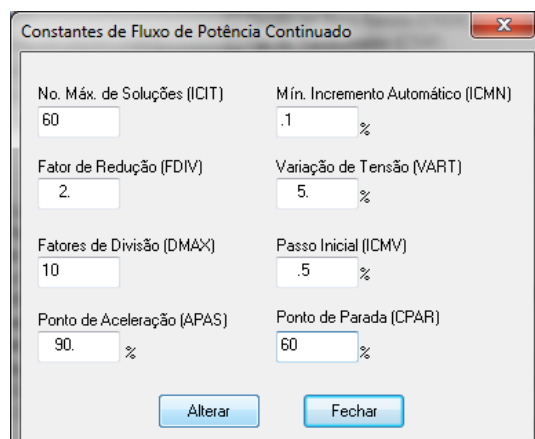 Constantes de Fluxo de Potência Continuado
No. Máx. de Soluções (ICIT) Mín. Incremento Automático (ICMN)
60 .1 %
Fator de Redução (FDIV) Variação de Tensão (VART)
2. 5. %
Fatores de Divisão (DMAX) Passo Inicial (ICMV)
10 .5 %
Ponto de Aceleração (APAS) Ponto de Parada (CPAR)
90. % 60 %
Alterar Fechar